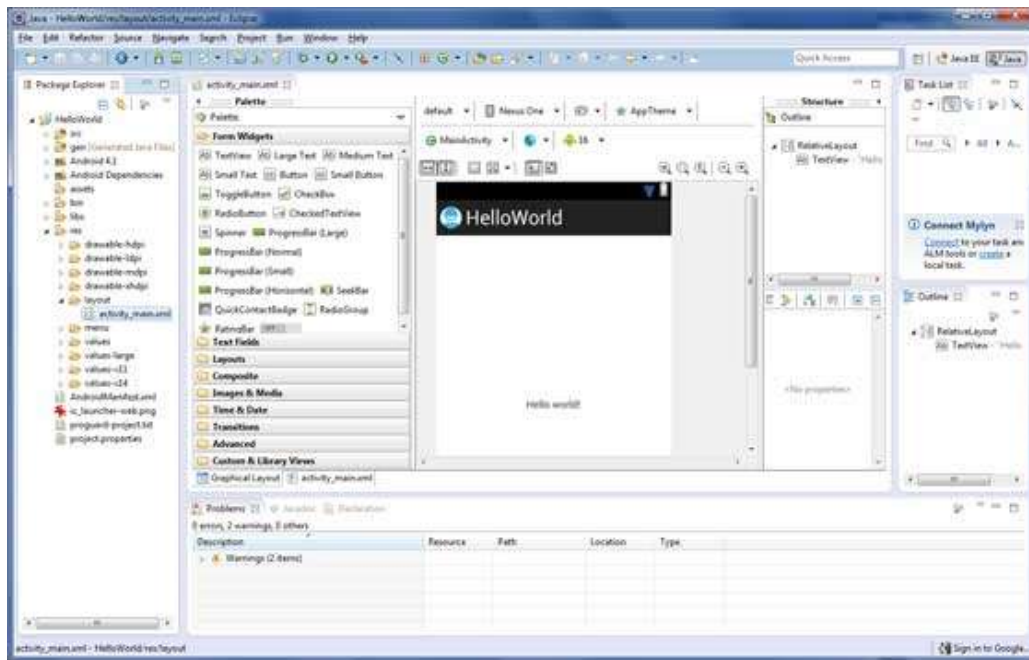 Java - HelloWorld/res/layout/activity_main.xml - Eclipse
File Edit Refactor Source Navigate Search Project Run Window Help
Quick Access
Java EE
Java
Package Explorer
HelloWorld
src
gen [Generated Java Files]
Android 4.1
Android Dependencies
assets
bin
libs
res
drawable-hdpi
drawable-ldpi
drawable-mdpi
drawable-xhdpi
layout
activity_main.xml
menu
values
values-large
values-v11
values-v14
AndroidManifest.xml
ic_launcher-web.png
proguard-project.txt
project.properties
activity_main.xml
Palette
Palette
Form Widgets
TextView Large Text Medium Text
Small Text Button Small Button
ToggleButton CheckBox
RadioButton CheckedTextView
Spinner ProgressBar (Large)
ProgressBar (Normal)
ProgressBar (Small)
ProgressBar (Horizontal) SeekBar
QuickContactBadge RadioGroup
RatingBar
Text Fields
Layouts
Composite
Images & Media
Time & Date
Transitions
Advanced
Custom & Library Views
Graphical Layout activity_main.xml
default Nexus One AppTheme
MainActivity 16
HelloWorld
Hello world!
Structure
Outline
RelativeLayout
TextView - "Hello
<No properties>
Task List
Find All A...
Connect Mylyn
Connect to your task and
ALM tools or create a
local task.
Outline
RelativeLayout
TextView - "Hello
Problems Javadoc Declaration
0 errors, 2 warnings, 0 others
Description Resource Path Location Type
Warnings (2 items)
activity_main.xml - HelloWorld/res/layout
Sign in to Google...